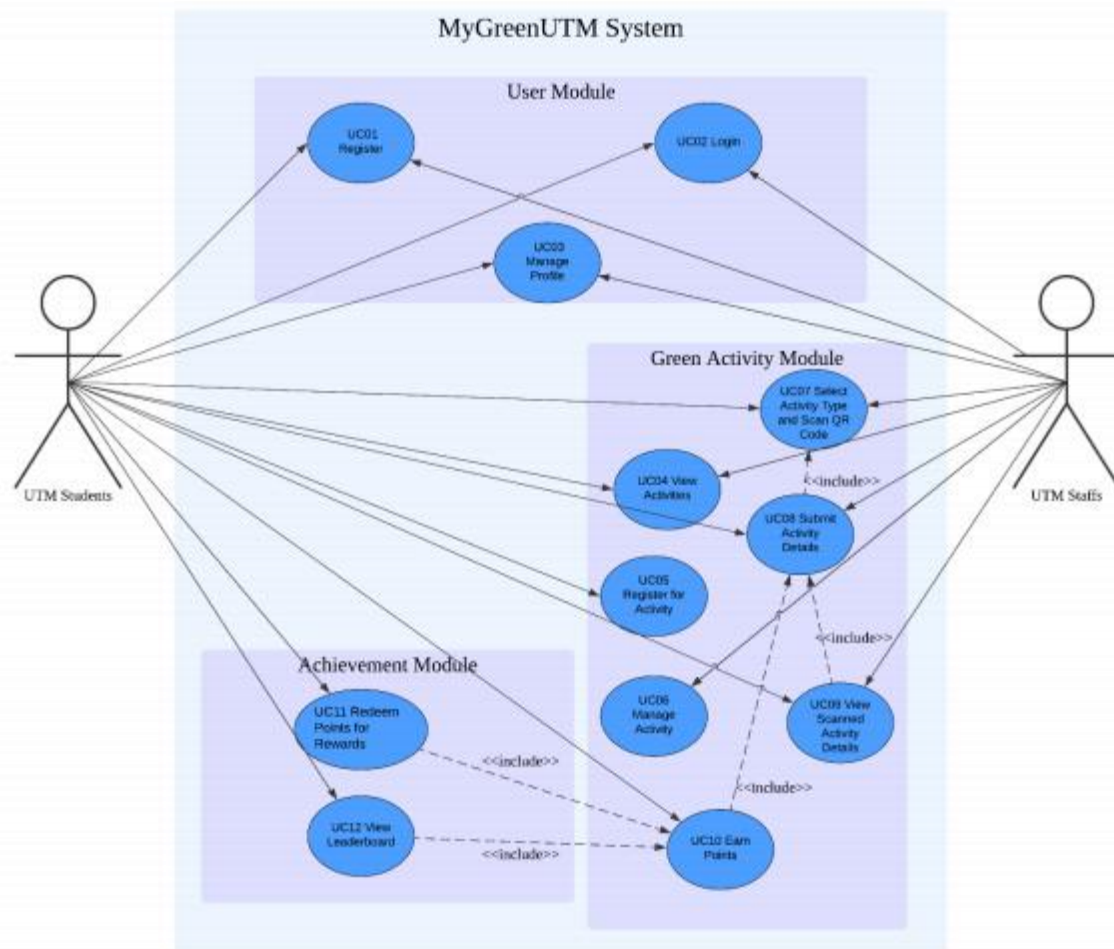 MyGreenUTM System
User Module
UC01
Register
UC02 Login
UC03
Manage
Profile
UTM Students
UTM Staffs
Green Activity Module
UC07 Select
Activity Type
and Scan QR
Code
<<include>>
UC04 View
Activities
UC08 Submit
Activity
Details
UC05
Register for
Activity
<<include>>
UC06
Manage
Activity
UC09 View
Scanned
Activity
Details
<<include>>
UC10 Earn
Points
Achievement Module
UC11 Redeem
Points for
Rewards
<<include>>
UC12 View
Leaderboard
<<include>>